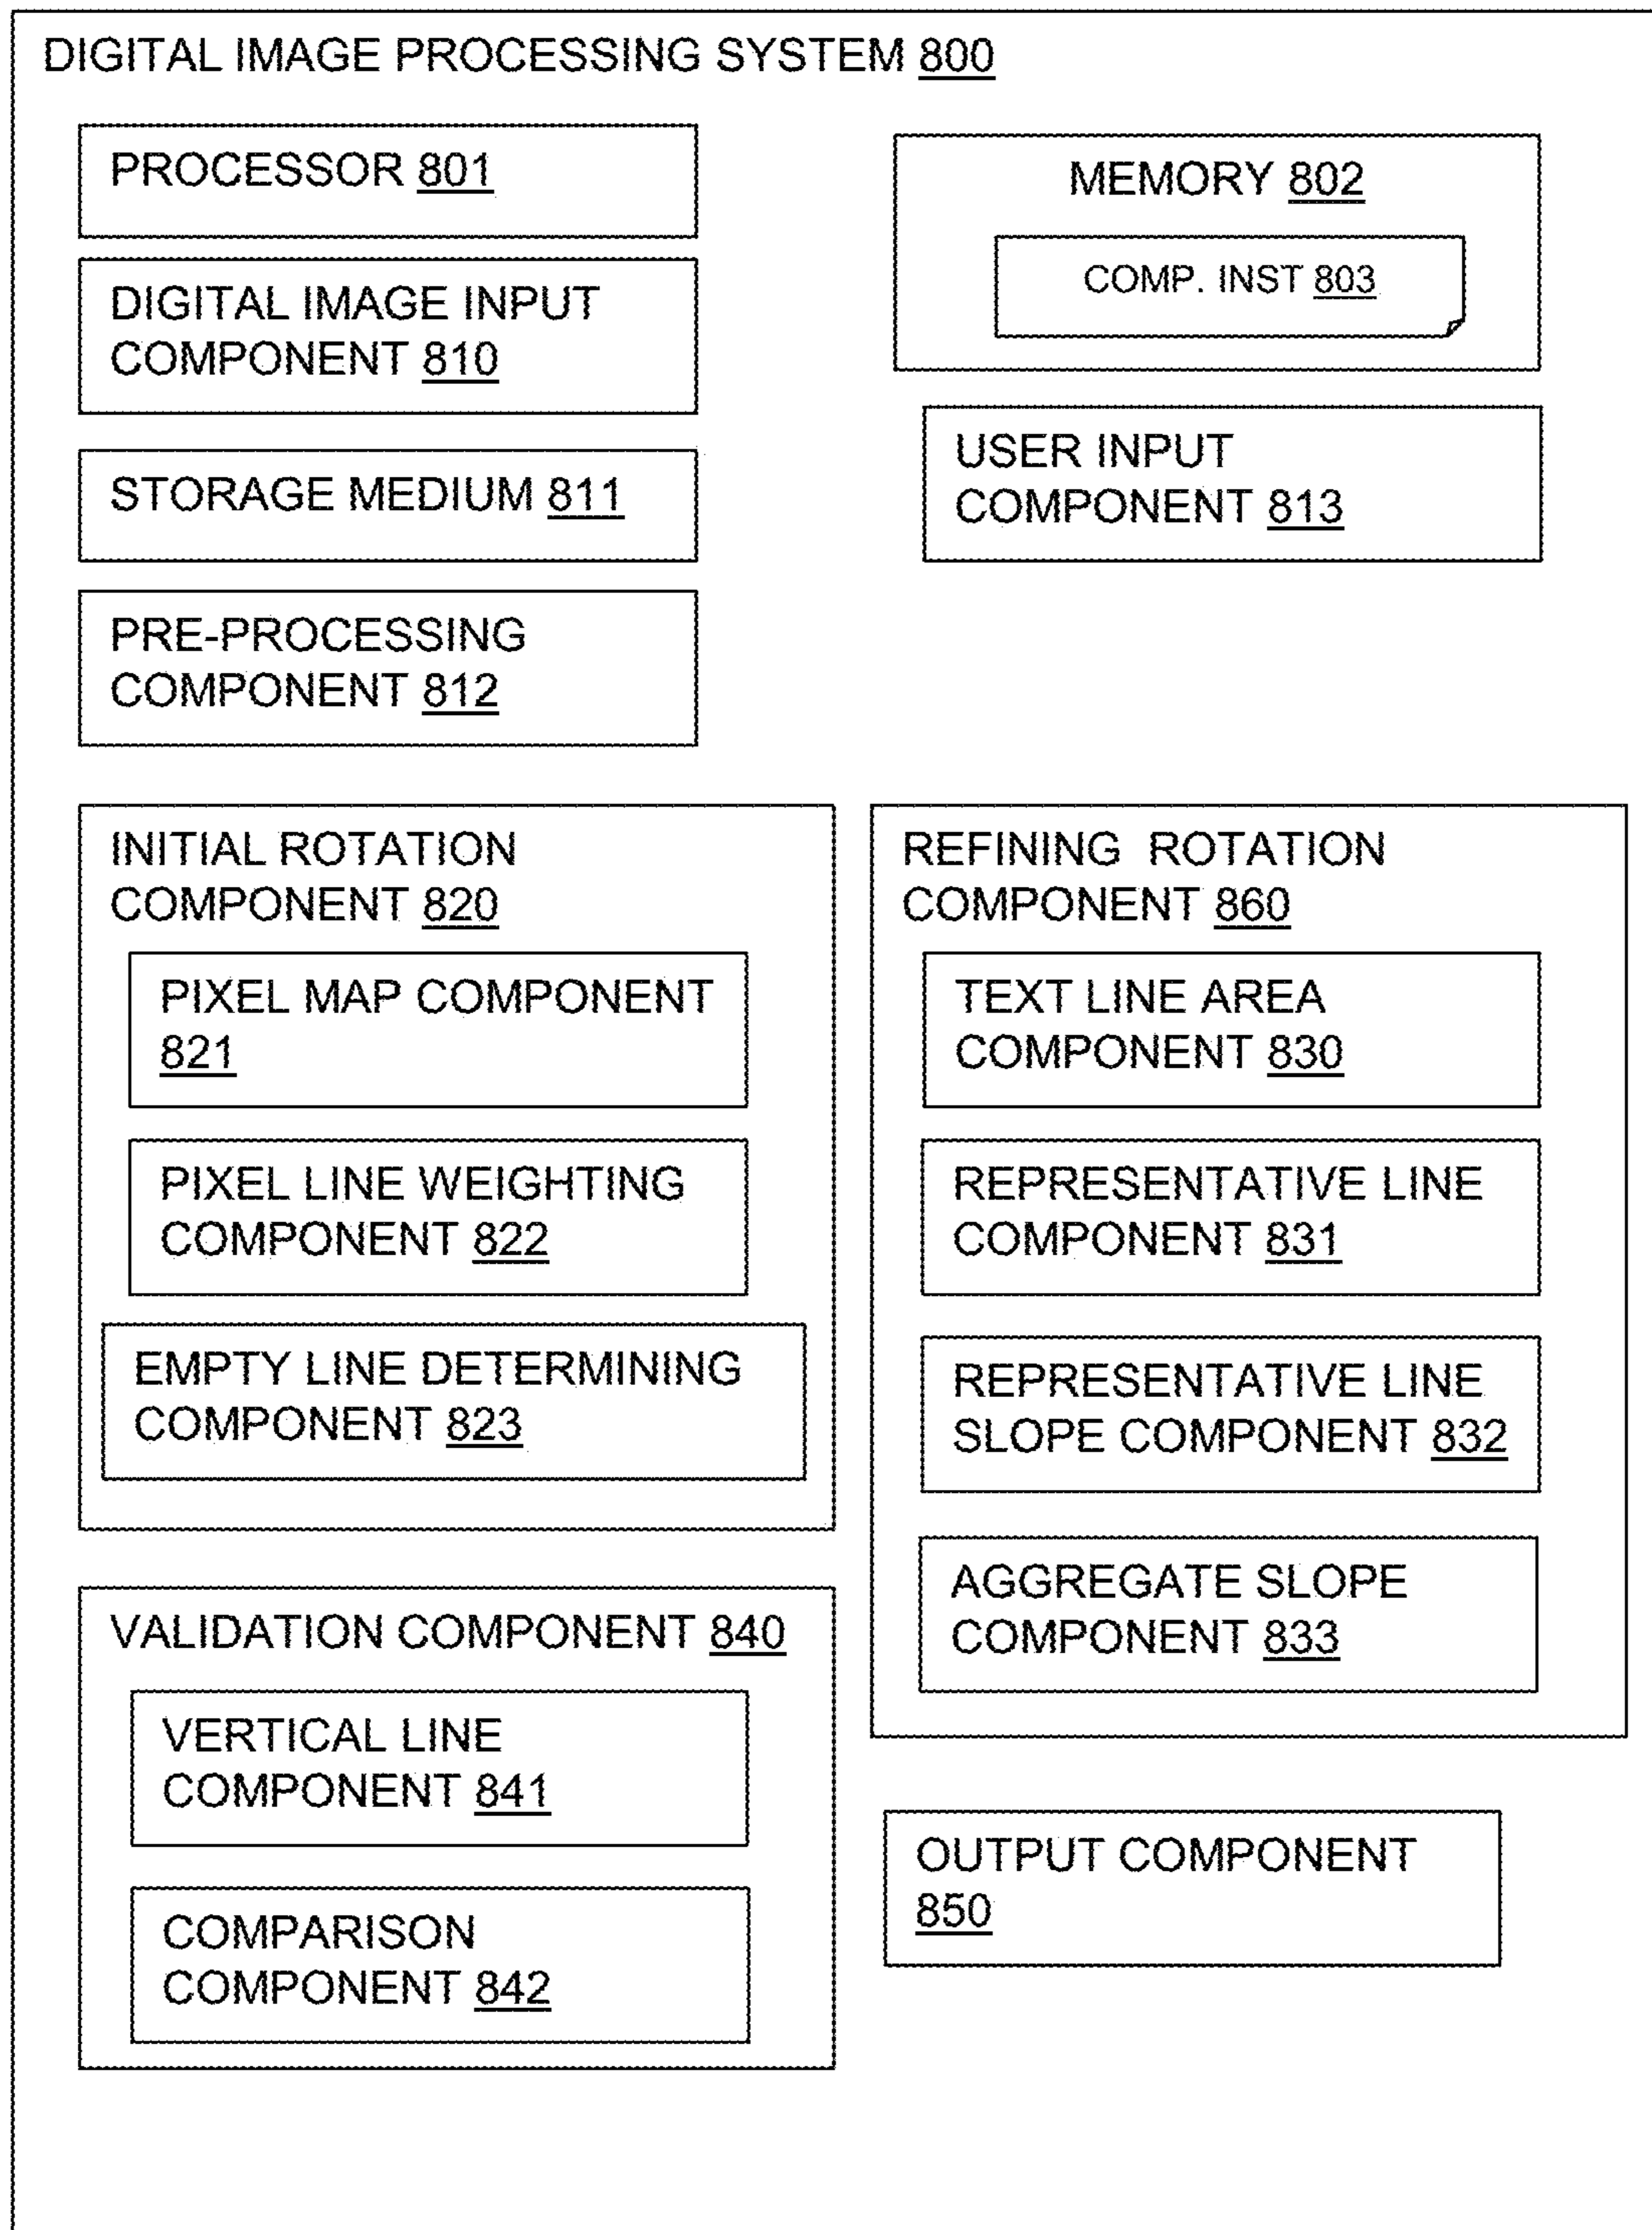 DIGITAL IMAGE PROCESSING SYSTEM 800
PROCESSOR 801
MEMORY 802
COMP. INST 803
DIGITAL IMAGE INPUT
COMPONENT 810
USER INPUT
COMPONENT 813
STORAGE MEDIUM 811
PRE-PROCESSING
COMPONENT 812
INITIAL ROTATION
COMPONENT 820
PIXEL MAP COMPONENT
821
PIXEL LINE WEIGHTING
COMPONENT 822
EMPTY LINE DETERMINING
COMPONENT 823
REFINING ROTATION
COMPONENT 860
TEXT LINE AREA
COMPONENT 830
REPRESENTATIVE LINE
COMPONENT 831
REPRESENTATIVE LINE
SLOPE COMPONENT 832
AGGREGATE SLOPE
COMPONENT 833
VALIDATION COMPONENT 840
VERTICAL LINE
COMPONENT 841
COMPARISON
COMPONENT 842
OUTPUT COMPONENT
850